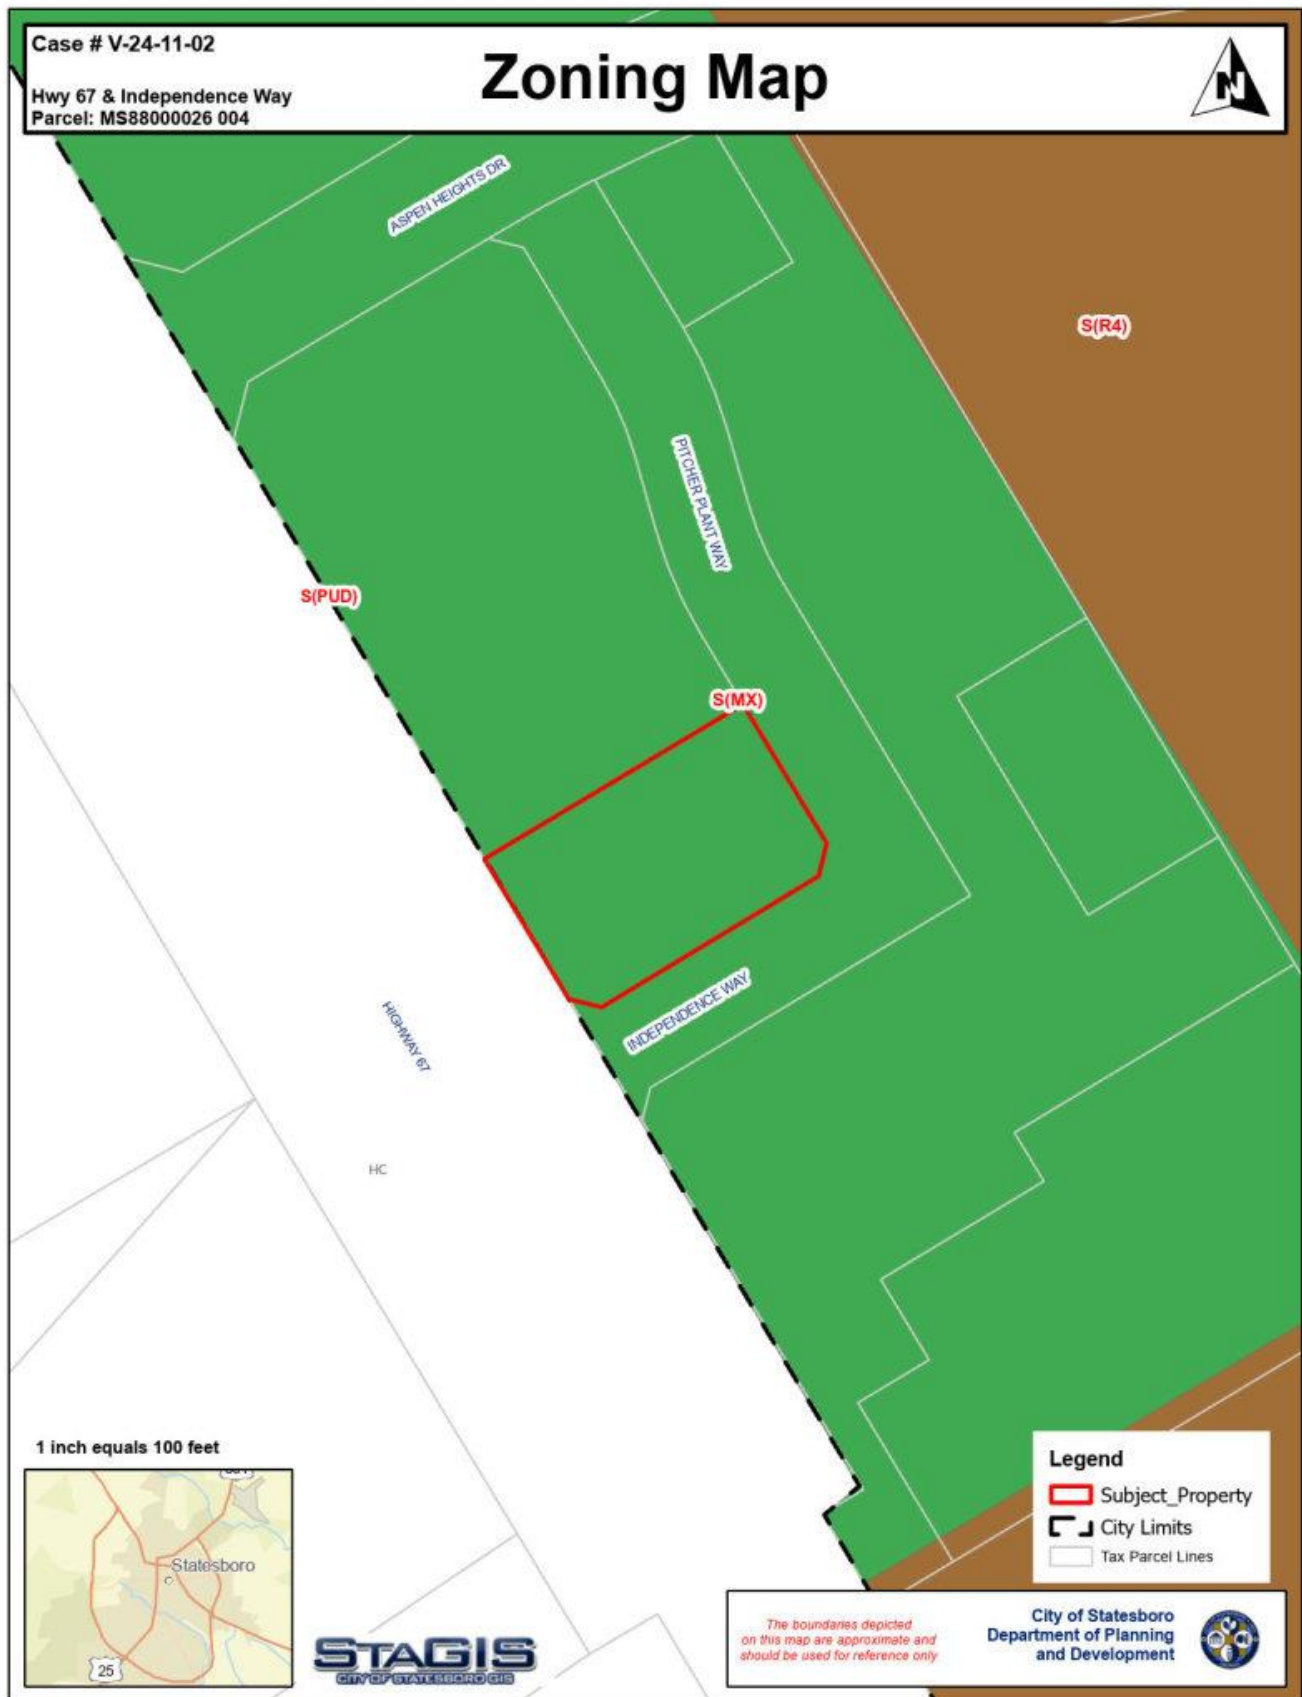 Case # V-24-11-02
Hwy 67 & Independence Way
Parcel: MS88000026 004
Zoning Map
N
ASPEN HEIGHTS DR
S(R4)
PITCHER PLANT WAY
S(PUD)
S(MX)
INDEPENDENCE WAY
HIGHWAY 67
HC
1 inch equals 100 feet
Statesboro
25
STAGIS
CITY OF STATESBORO GIS
Legend
Subject_Property
City Limits
Tax Parcel Lines
The boundaries depicted
on this map are approximate and
should be used for reference only
City of Statesboro
Department of Planning
and Development